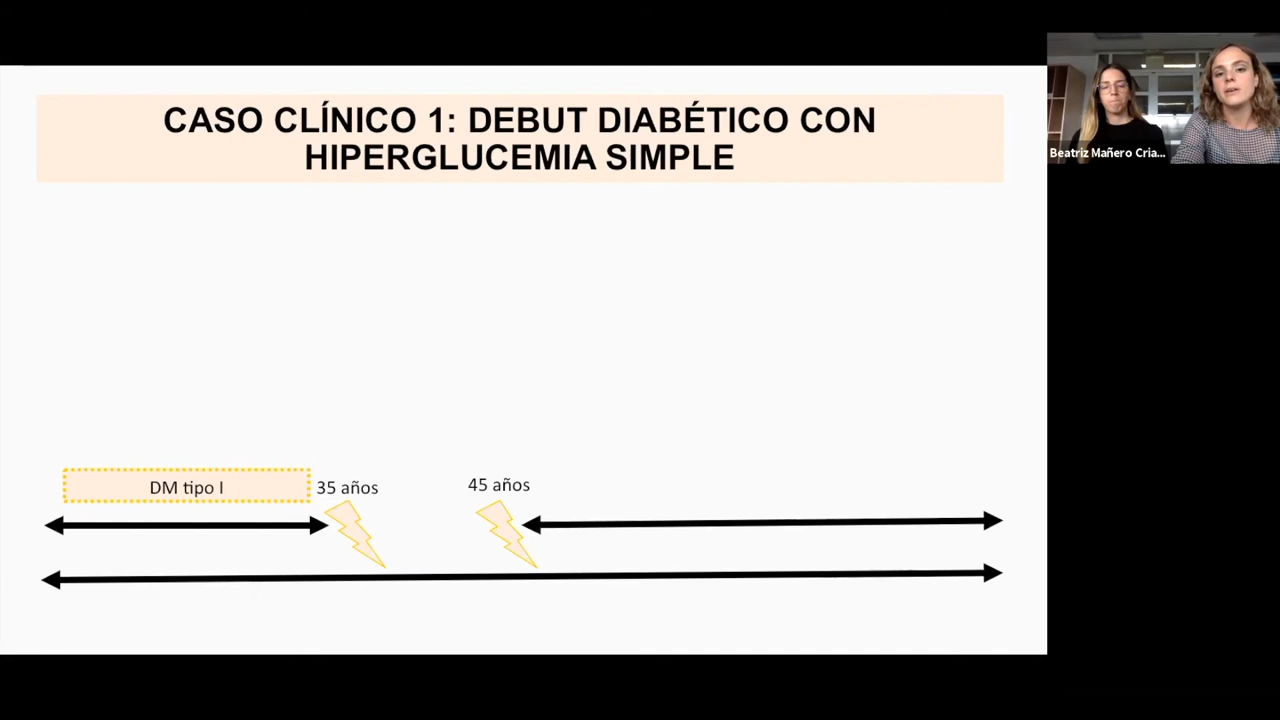 CASO CLÍNICO 1: DEBUT DIABÉTICO CON
HIPERGLUCEMIA SIMPLE
Beatriz Mañero Cria...
DM tipo I
35 años
45 años